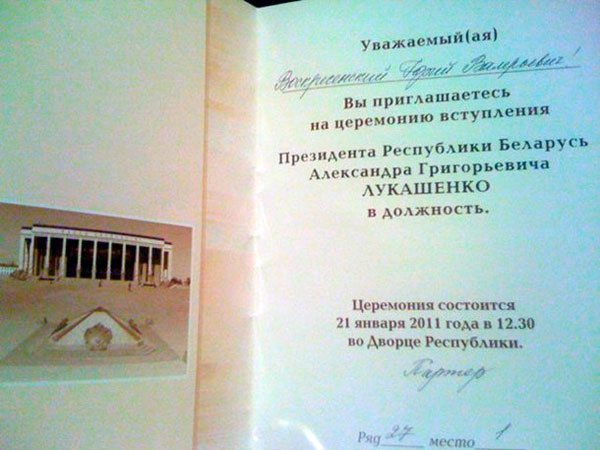 Уважаемый(ая)
Воскресенский Юрий Валерьевич!
Вы приглашаетесь
на церемонию вступления
Президента Республики Беларусь
Александра Григорьевича
ЛУКАШЕНКО
в должность.
Церемония состоится
21 января 2011 года в 12.30
во Дворце Республики.
Партер
Ряд 27 место 1